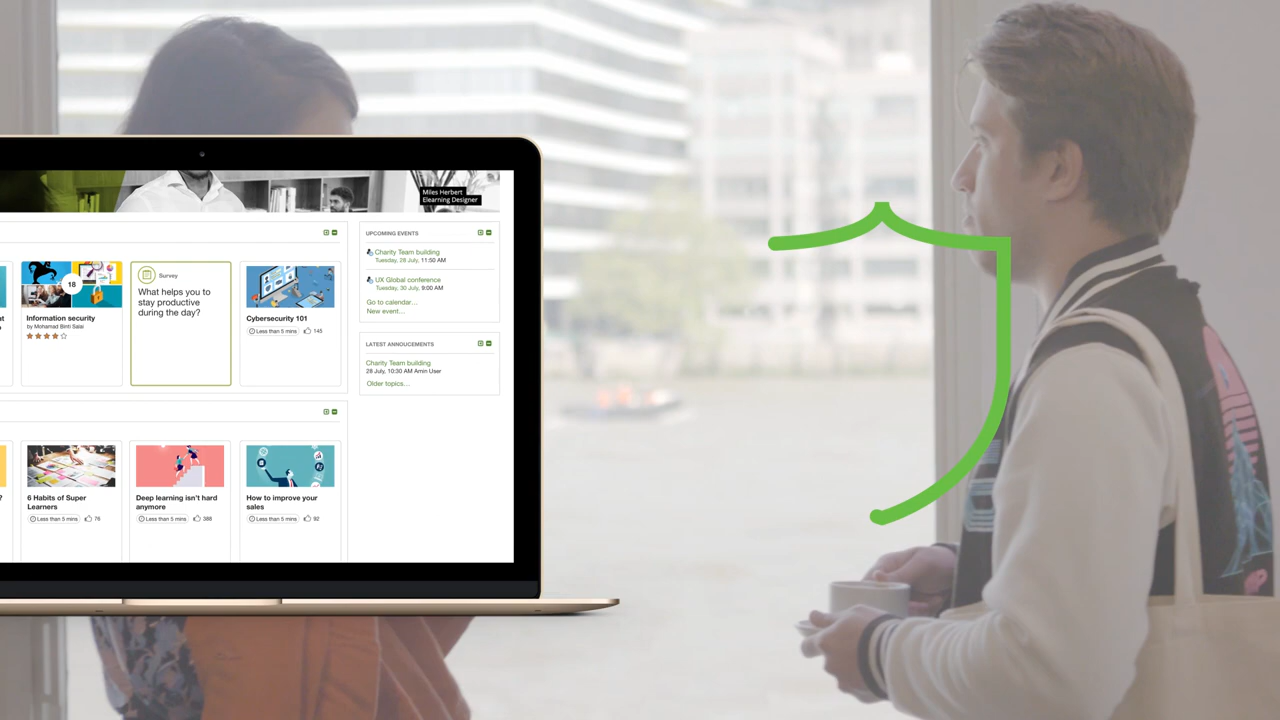 Miles Herbert
Elearning Designer
UPCOMING EVENTS
Charity Team building
Tuesday, 28 July, 11:50 AM
UX Global conference
Tuesday, 30 July, 9:00 AM
Go to calendar...
New event...
LATEST ANNOUCEMENTS
Charity Team building
28 July, 10:30 AM Amin User
Older topics...
18
Information security
by Mohamad Binti Salai
Survey
What helps you to
stay productive
during the day?
Cybersecurity 101
Less than 5 mins 145
6 Habits of Super
Learners
Less than 5 mins 76
Deep learning isn't hard
anymore
Less than 5 mins 388
How to improve your
sales
Less than 5 mins 92